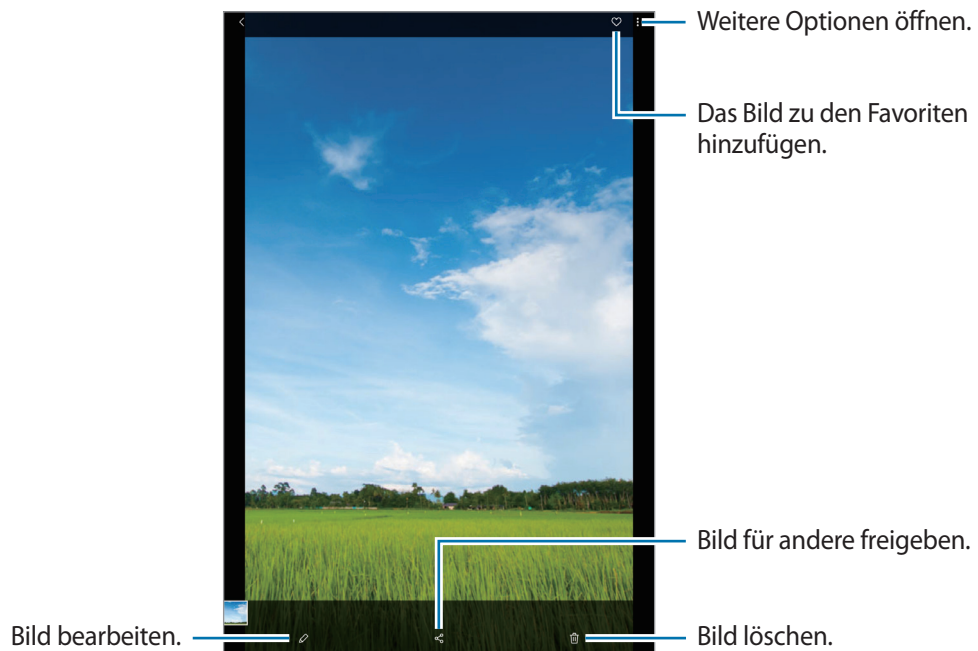 Weitere Optionen öffnen.
Das Bild zu den Favoriten
hinzufügen.
Bild für andere freigeben.
Bild bearbeiten.
Bild löschen.